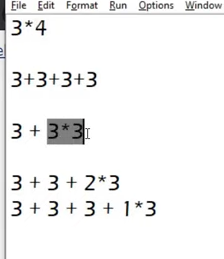 File Edit Format Run Options Window
3*4
3+3+3+3
3 + 3*3
3 + 3 + 2*3
3 + 3 + 3 + 1*3